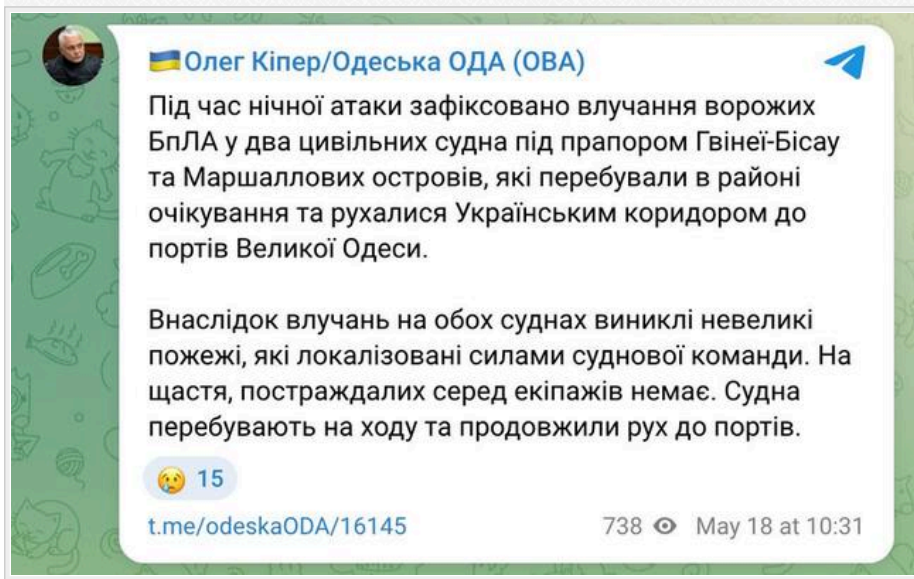 🇺🇦Олег Кіпер/Одеська ОДА (ОВА)
Під час нічної атаки зафіксовано влучання ворожих
БпЛА у два цивільних судна під прапором Гвінеї-Бісау
та Маршаллових островів, які перебували в районі
очікування та рухалися Українським коридором до
портів Великої Одеси.
Внаслідок влучань на обох суднах виниклі невеликі
пожежі, які локалізовані силами суднової команди. На
щастя, постраждалих серед екіпажів немає. Судна
перебувають на ходу та продовжили рух до портів.
😢 15
t.me/odeskaODA/16145 738 May 18 at 10:31